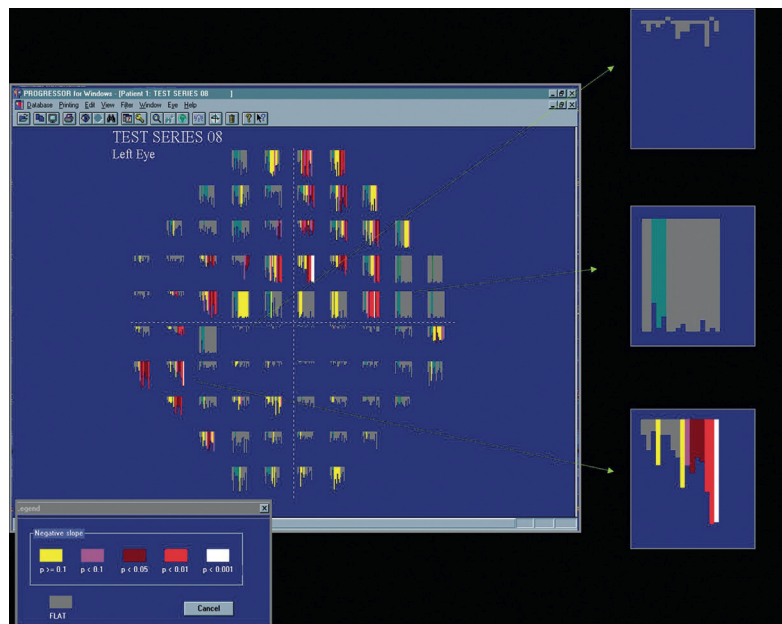 PROGRESSOR for Windows - [Patient 1: TEST SERIES 08 ]
Database Printing Edit View Filter Window Eye Help
TEST SERIES 08
Left Eye
Legend
Negative slope
p >= 0.1 p < 0.1 p < 0.05 p < 0.01 p < 0.001
FLAT
Cancel